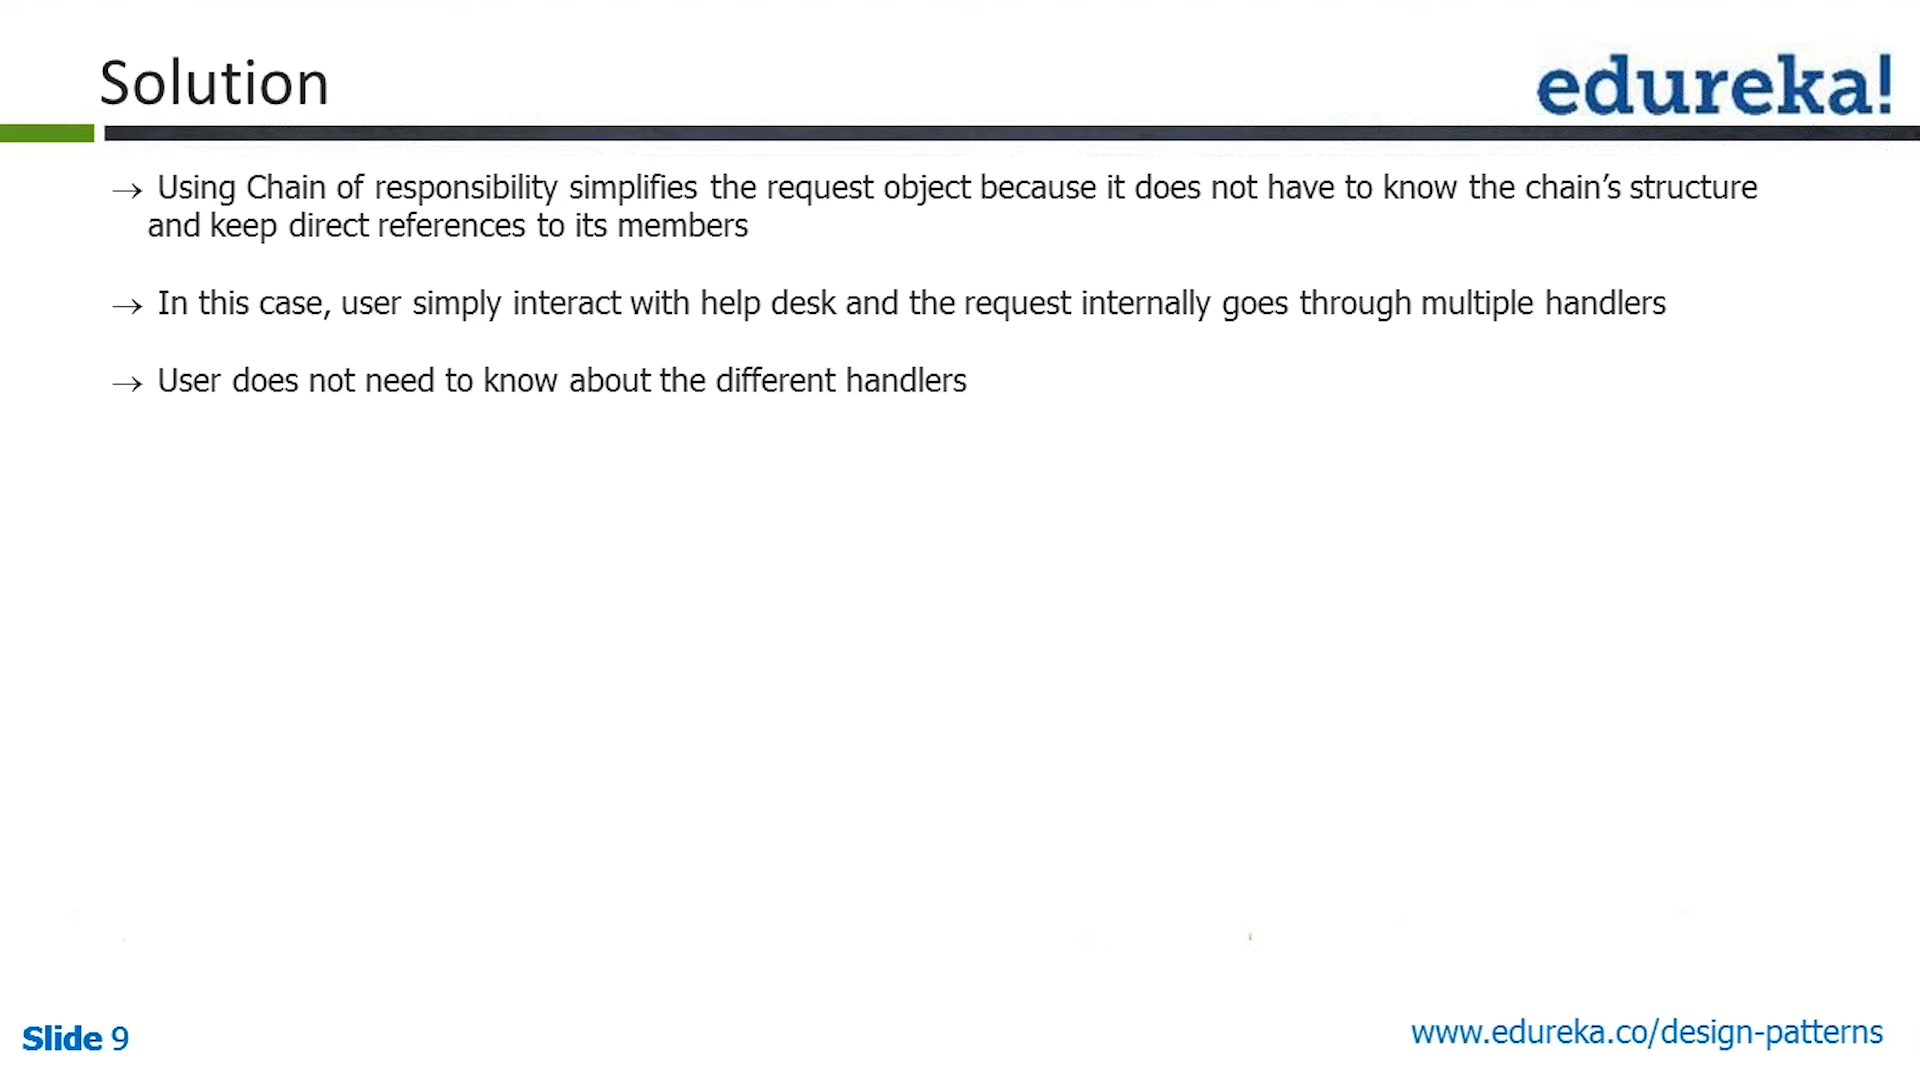 Solution
edureka!
→ Using Chain of responsibility simplifies the request object because it does not have to know the chain’s structure
and keep direct references to its members
→ In this case, user simply interact with help desk and the request internally goes through multiple handlers
→ User does not need to know about the different handlers
Slide 9
www.edureka.co/design-patterns